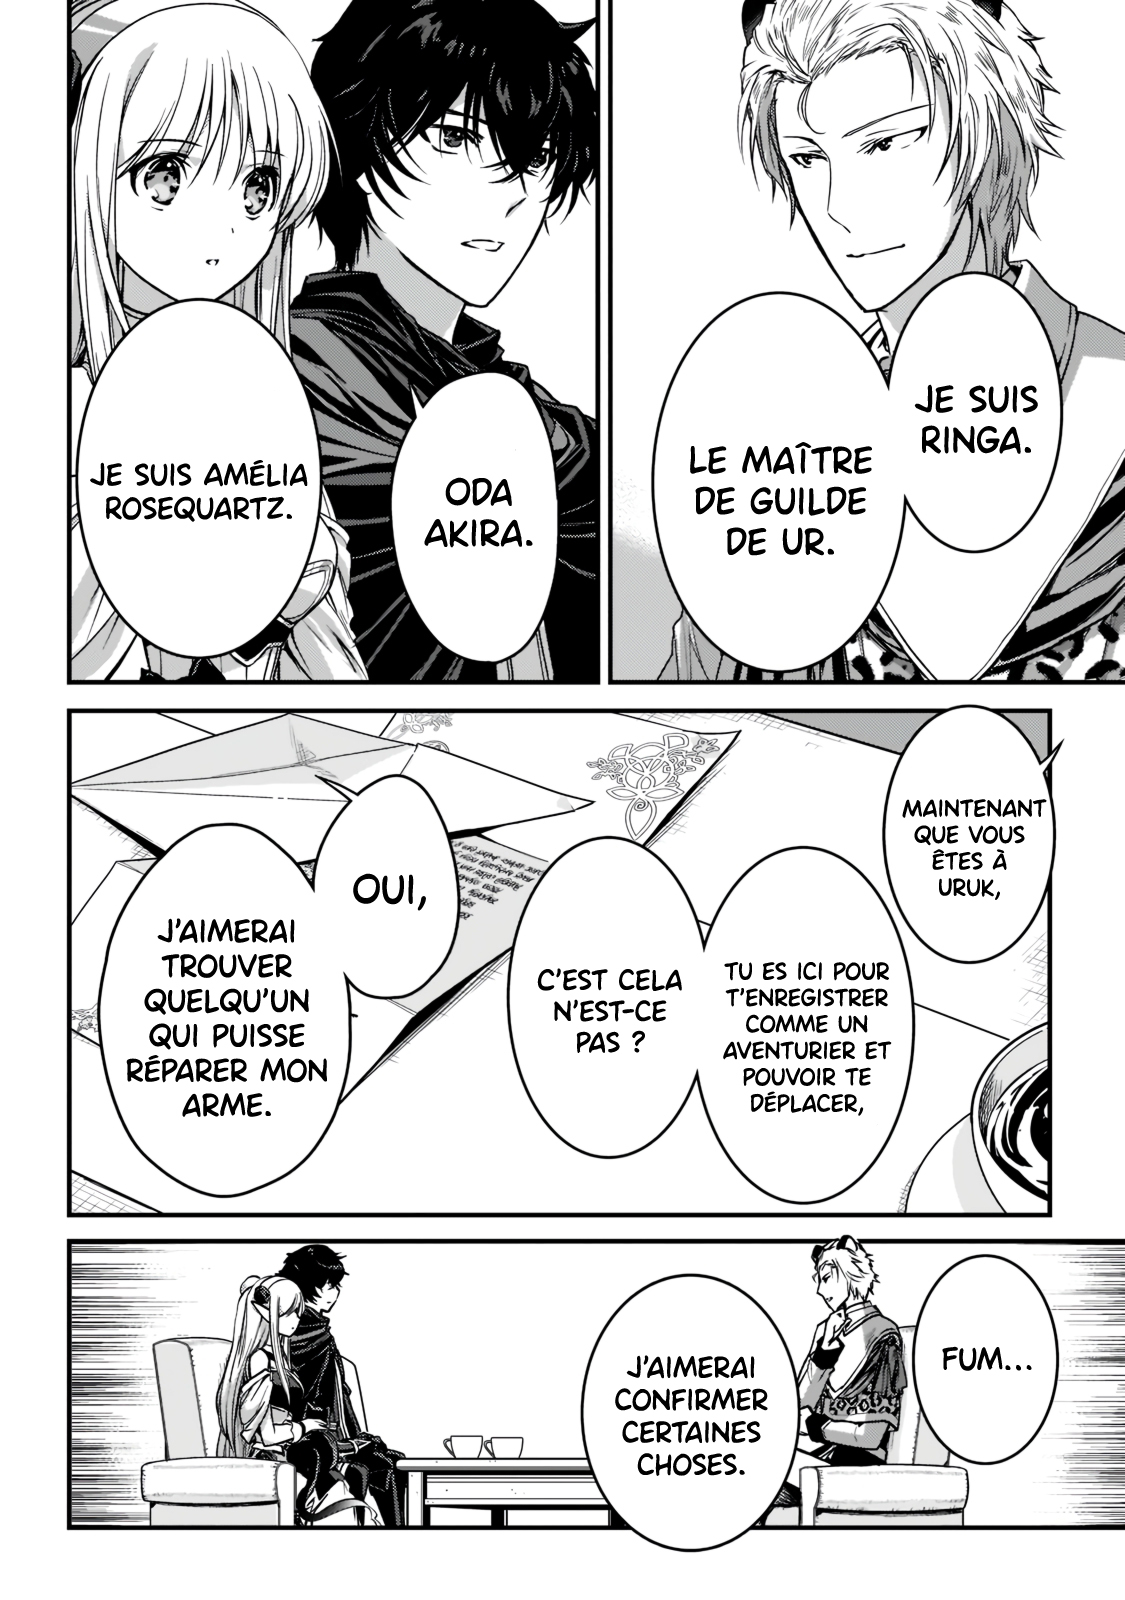 JE SUIS
RINGA.
LE MAÎTRE
DE GUILDE
DE UR.
ODA
AKIRA.
JE SUIS AMÉLIA
ROSEQUARTZ.
MAINTENANT
QUE VOUS
ÊTES À
URUK,
TU ES ICI POUR
T'ENREGISTRER
COMME UN
AVENTURIER ET
POUVOIR TE
DÉPLACER,
C'EST CELA
N'EST-CE
PAS ?
OUI,
J'AIMERAI
TROUVER
QUELQU'UN
QUI PUISSE
RÉPARER MON
ARME.
FUM...
J'AIMERAI
CONFIRMER
CERTAINES
CHOSES.